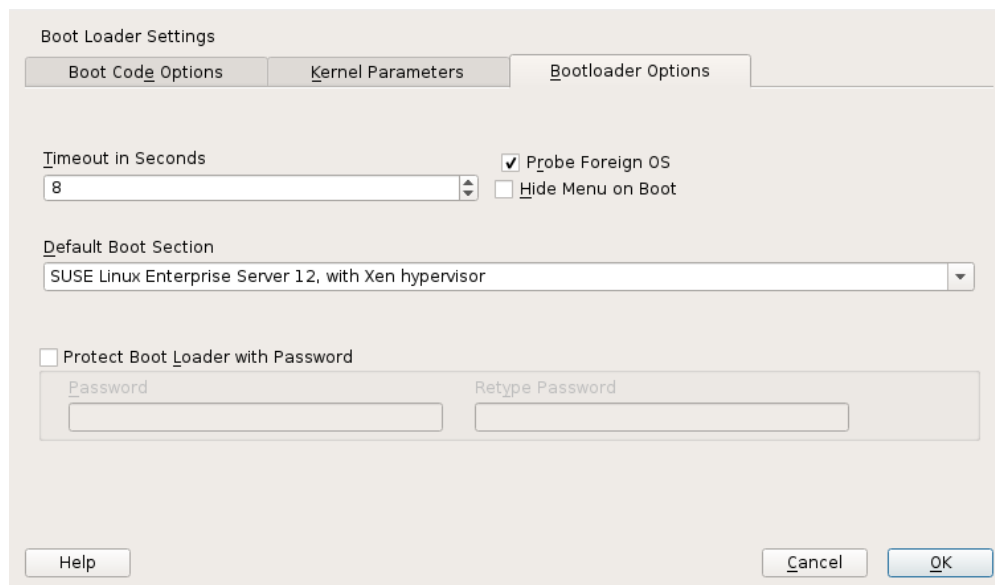 Boot Loader Settings
Boot Code Options
Kernel Parameters
Bootloader Options
Timeout in Seconds
Probe Foreign OS
8
Hide Menu on Boot
Default Boot Section
SUSE Linux Enterprise Server 12, with Xen hypervisor
Protect Boot Loader with Password
Password
Retype Password
Help
Cancel
OK